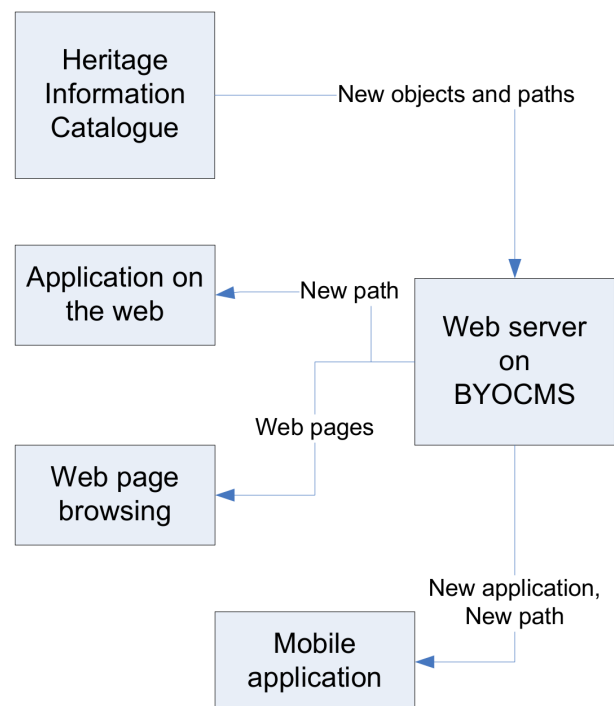 Heritage
Information
Catalogue
New objects and paths
Application on
the web
New path
Web server
on
BYOCMS
Web pages
Web page
browsing
New application,
New path
Mobile
application